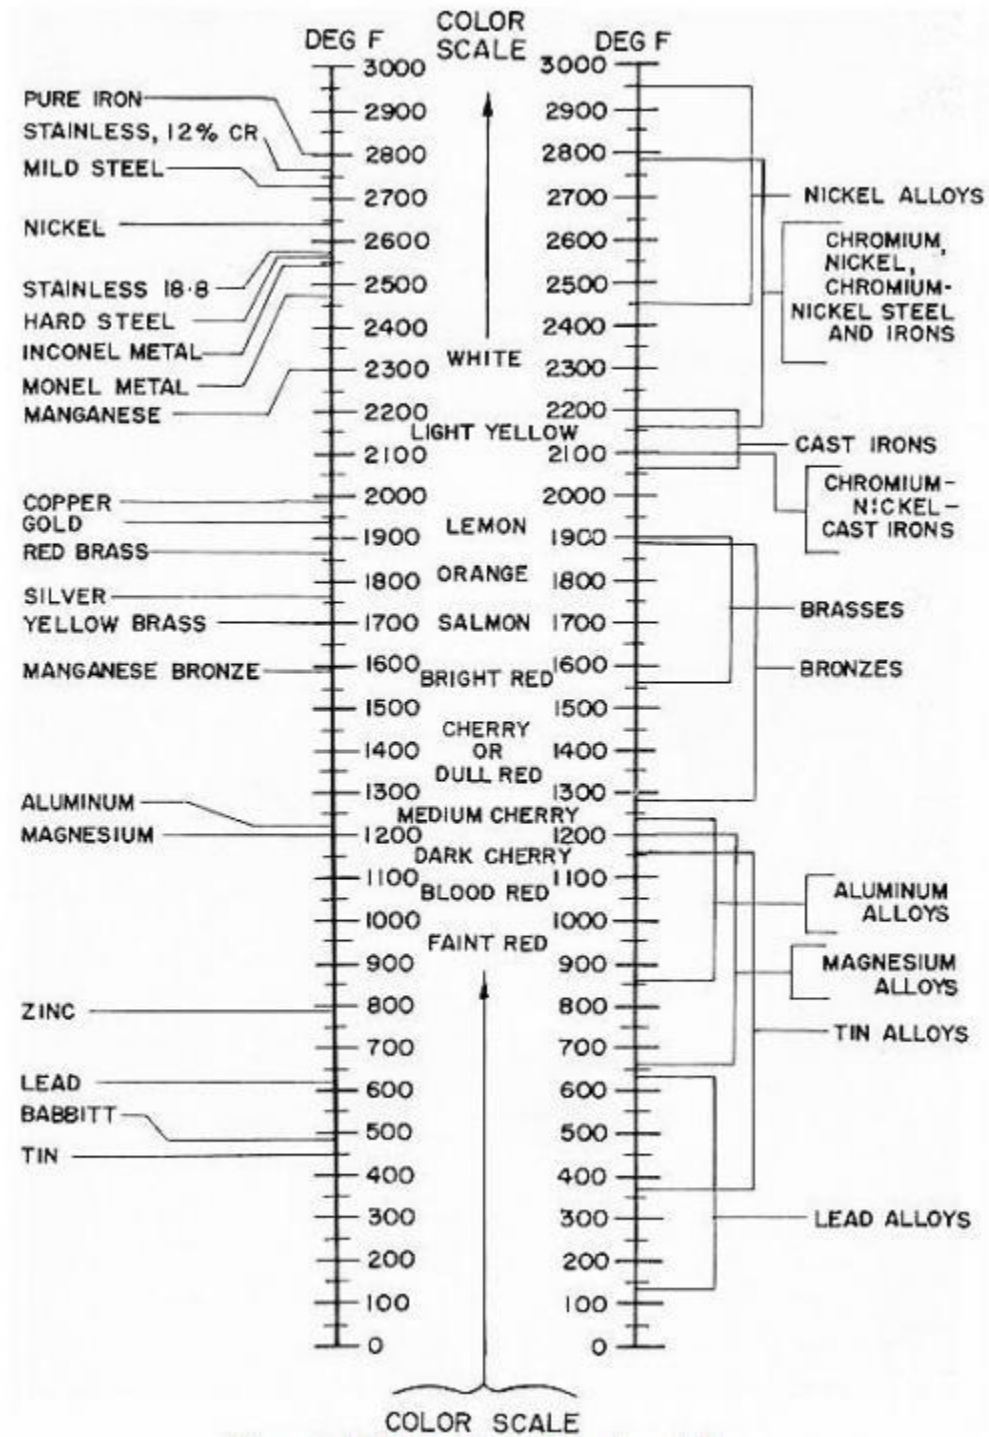 COLOR
SCALE
DEG F
DEG F
3000
2900
2800
2700
2600
2500
2400
2300
2200
2100
2000
1900
1800
1700
1600
1500
1400
1300
1200
1100
1000
900
800
700
600
500
400
300
200
100
0
3000
2900
2800
2700
2600
2500
2400
2300
2200
2100
2000
1900
1800
1700
1600
1500
1400
1300
1200
1100
1000
900
800
700
600
500
400
300
200
100
0
PURE IRON
STAINLESS, 12% CR
MILD STEEL
NICKEL
STAINLESS 18-8
HARD STEEL
INCONEL METAL
MONEL METAL
MANGANESE
COPPER
GOLD
RED BRASS
SILVER
YELLOW BRASS
MANGANESE BRONZE
ALUMINUM
MAGNESIUM
ZINC
LEAD
BABBITT
TIN
WHITE
LIGHT YELLOW
LEMON
ORANGE
SALMON
BRIGHT RED
CHERRY
OR
DULL RED
MEDIUM CHERRY
DARK CHERRY
BLOOD RED
FAINT RED
NICKEL ALLOYS
CHROMIUM,
NICKEL,
CHROMIUM-
NICKEL STEEL
AND IRONS
CAST IRONS
CHROMIUM-
NICKEL-
CAST IRONS
BRASSES
BRONZES
ALUMINUM
ALLOYS
MAGNESIUM
ALLOYS
TIN ALLOYS
LEAD ALLOYS
COLOR SCALE